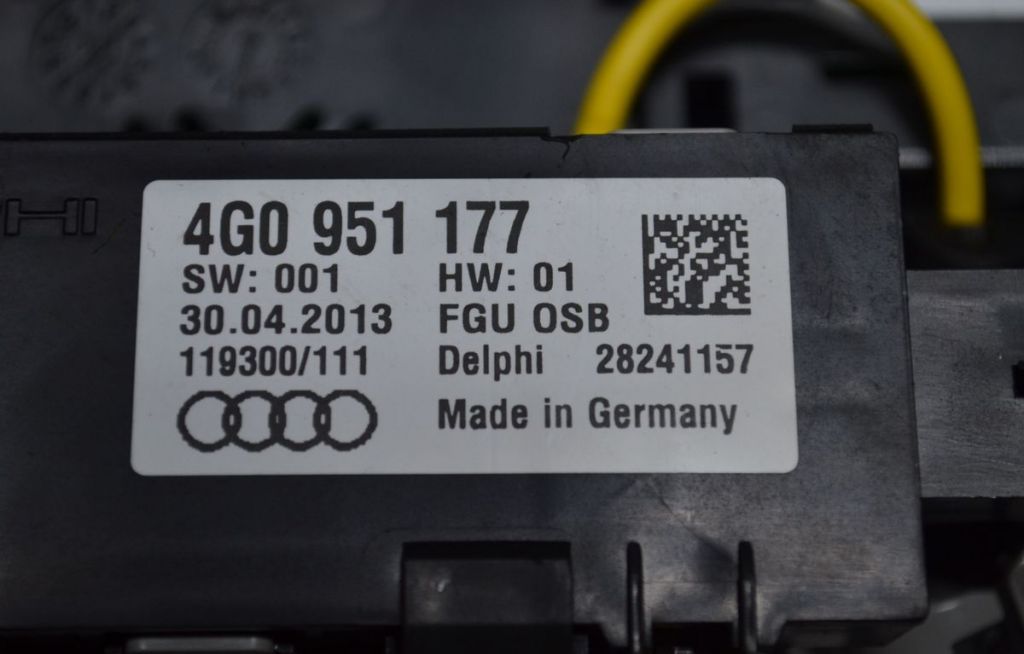 4G0 951 177
SW: 001 HW: 01
30.04.2013 FGU OSB
119300/111 Delphi 28241157
Made in Germany